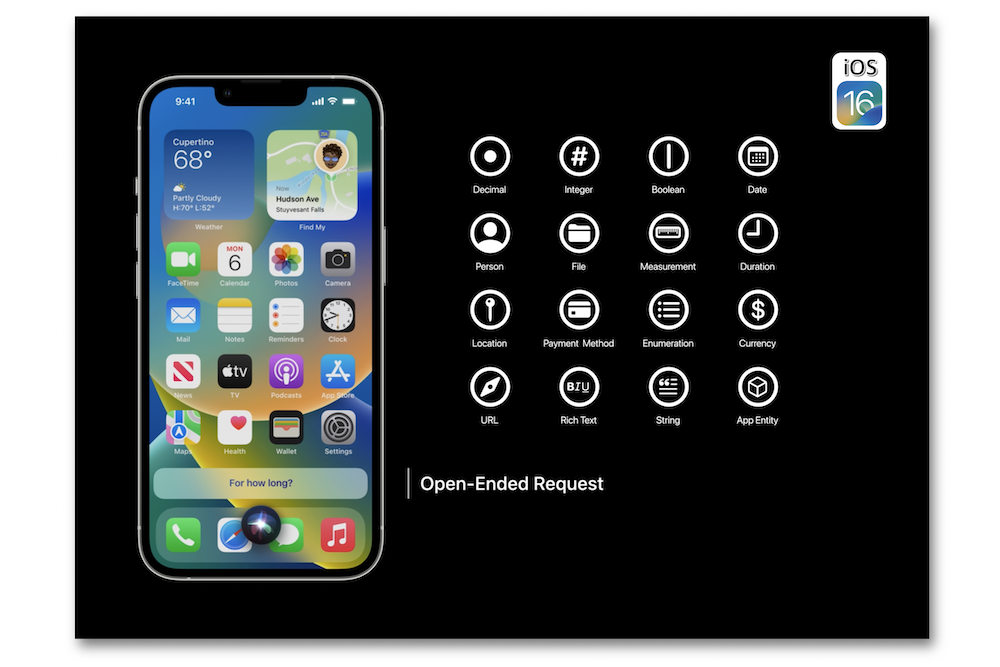 iOS
16
9:41
Cupertino
68°
Partly Cloudy
H:70° L:52°
Weather
Now
Hudson Ave
Stuyvesant Falls
Find My
FaceTime
MON
6
Calendar
Photos
Camera
Mail
Notes
Reminders
Clock
News
tv
TV
Podcasts
App Store
Maps
Health
Wallet
Settings
For how long?
Decimal
#
Integer
Boolean
Date
Person
File
Measurement
Duration
Location
Payment Method
Enumeration
$
Currency
URL
BIU
Rich Text
String
App Entity
Open-Ended Request